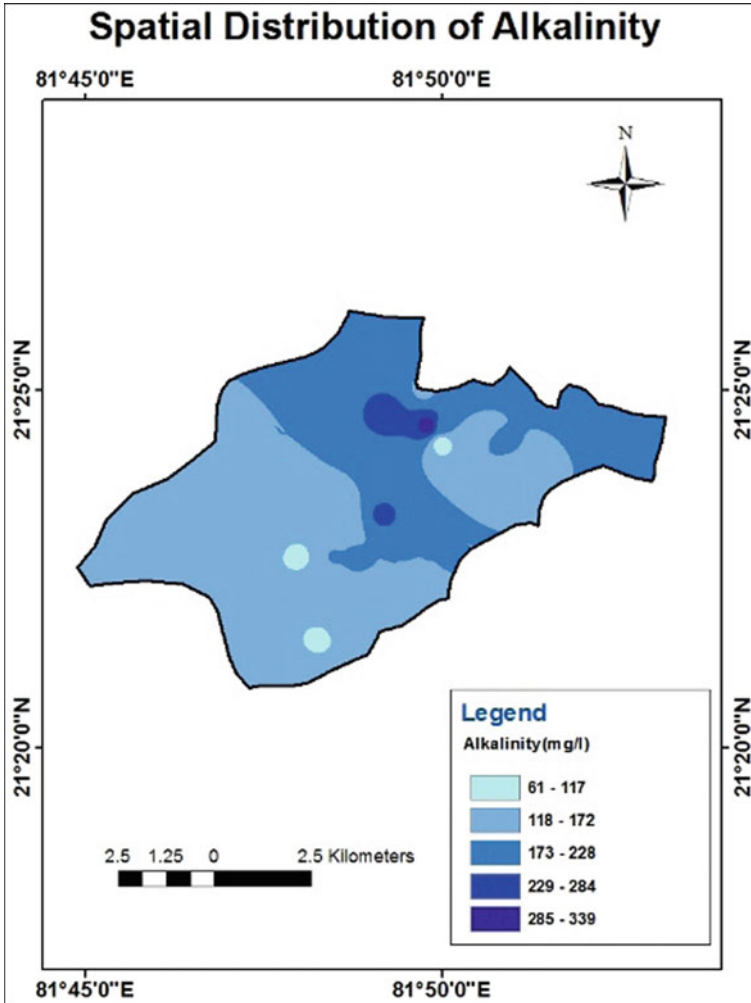 Spatial Distribution of Alkalinity
81°45'0"E 81°50'0"E
N
21°25'0"N 21°25'0"N
21°20'0"N 21°20'0"N
Legend
Alkalinity(mg/l)
61 - 117
118 - 172
173 - 228
229 - 284
285 - 339
2.5 1.25 0 2.5 Kilometers
81°45'0"E 81°50'0"E